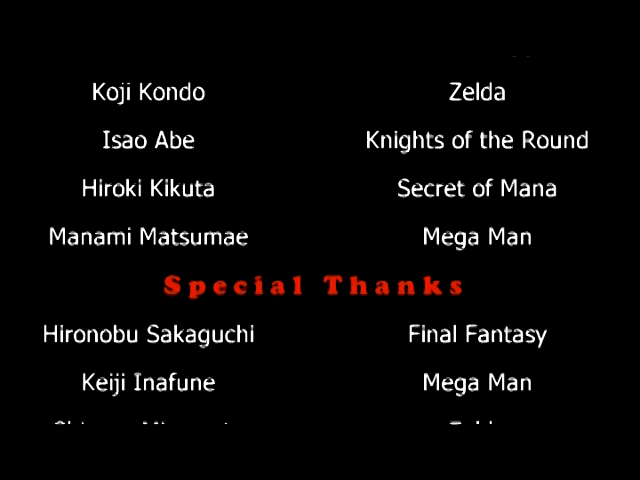 Koji Kondo Zelda
Isao Abe Knights of the Round
Hiroki Kikuta Secret of Mana
Manami Matsumae Mega Man
Special Thanks
Hironobu Sakaguchi Final Fantasy
Keiji Inafune Mega Man